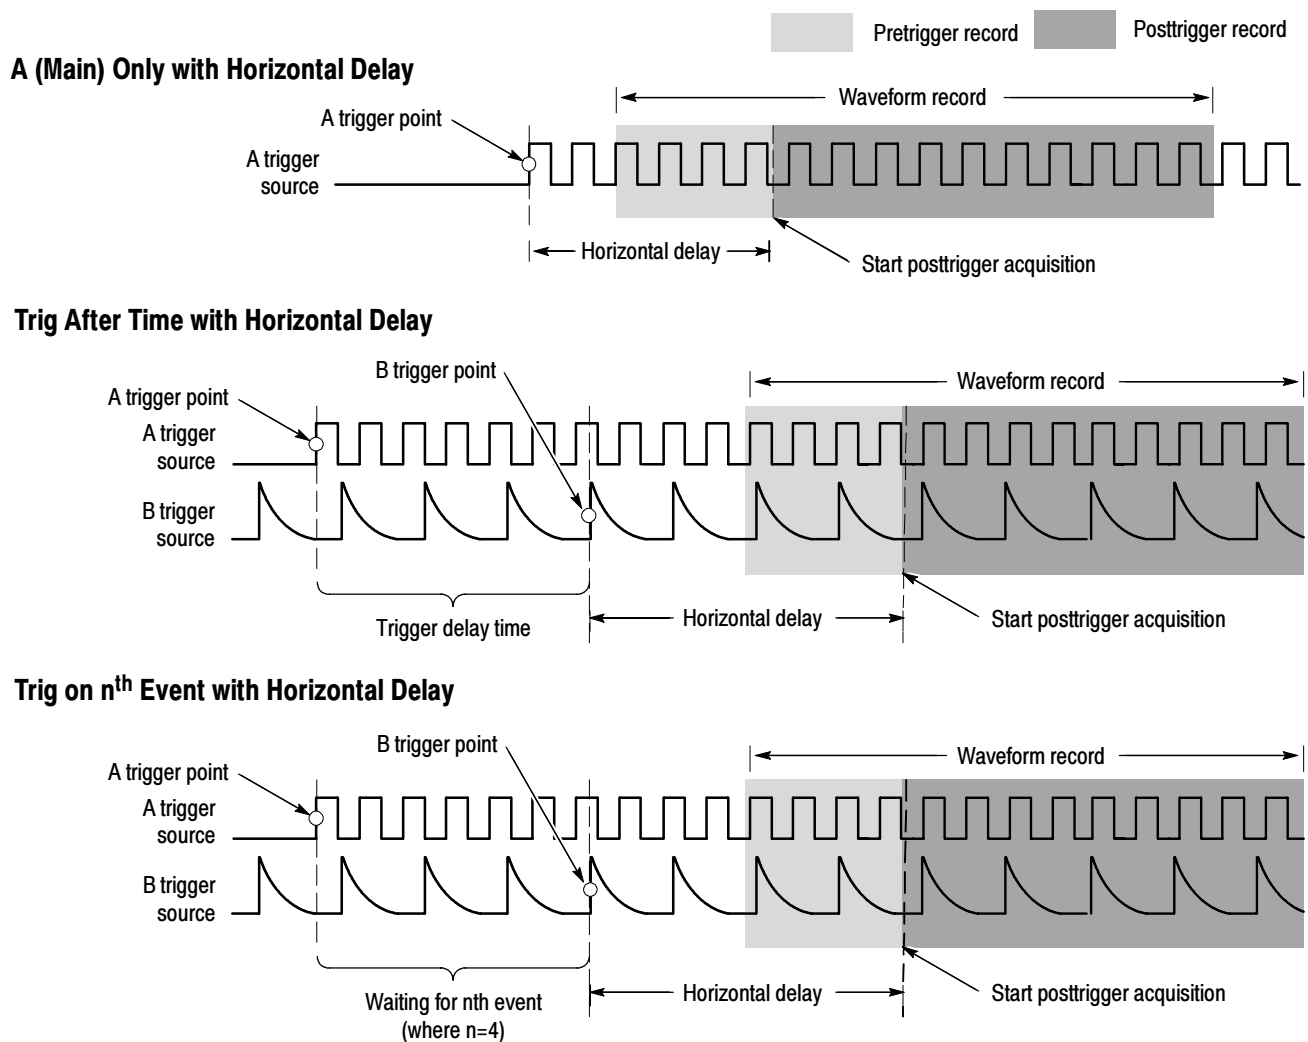 Pretrigger record
Posttrigger record
A (Main) Only with Horizontal Delay
Waveform record
A trigger point
A trigger
source
Horizontal delay
Start posttrigger acquisition
Trig After Time with Horizontal Delay
B trigger point
Waveform record
A trigger point
A trigger
source
B trigger
source
Trigger delay time
Horizontal delay
Start posttrigger acquisition
Trig on nth Event with Horizontal Delay
B trigger point
Waveform record
A trigger point
A trigger
source
B trigger
source
Waiting for nth event
(where n=4)
Horizontal delay
Start posttrigger acquisition